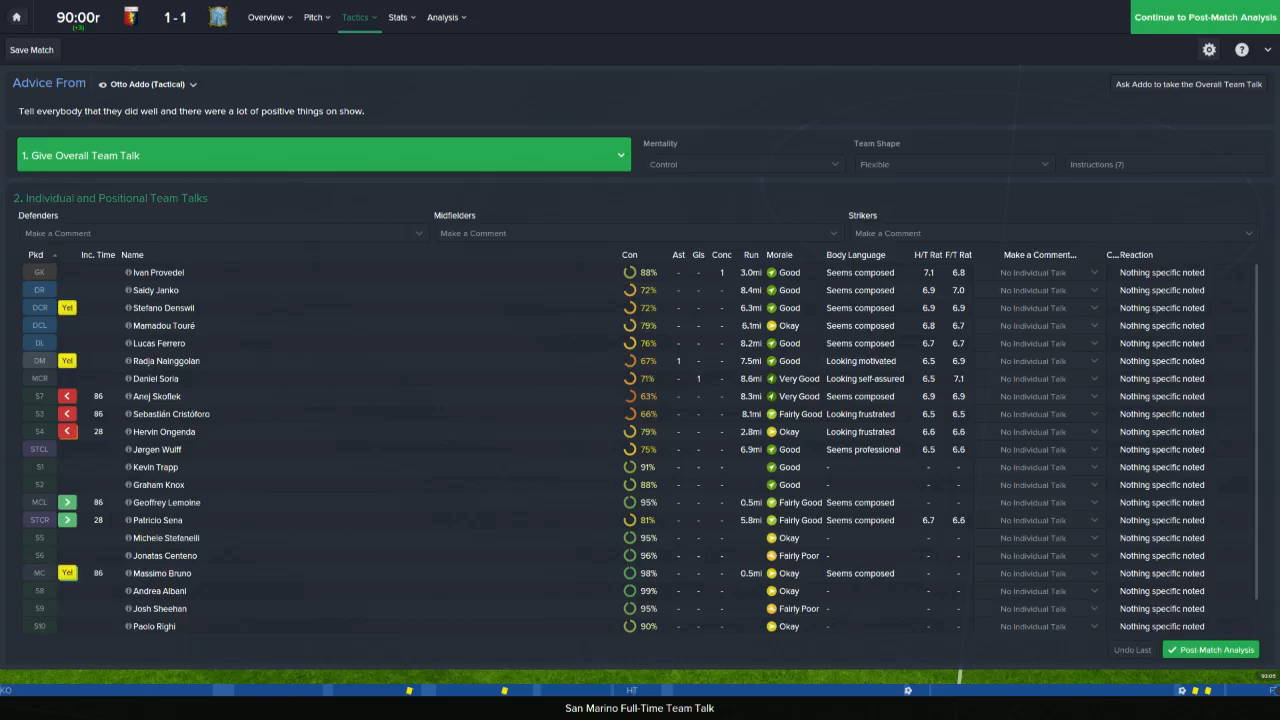 90:00r (+3) 1 - 1 Overview Pitch Tactics Stats Analysis Continue to Post-Match Analysis
Save Match
Advice From Otto Addo (Tactical) Ask Addo to take the Overall Team Talk
Tell everybody that they did well and there were a lot of positive things on show.
Mentality Team Shape
1. Give Overall Team Talk Control Flexible Instructions (7)
2. Individual and Positional Team Talks
Defenders Midfielders Strikers
Make a Comment Make a Comment Make a Comment
Pkd Inc. Time Name Con Ast Gls Conc Run Morale Body Language H/T Rat F/T Rat Make a Comment... C... Reaction
GK Ivan Provedel 88% - - 1 3.0mi Good Seems composed 7.1 6.8 No Individual Talk Nothing specific noted
DR Saidy Janko 72% - - - 8.4mi Good Seems composed 6.9 7.0 No Individual Talk Nothing specific noted
DCR Yel Stefano Denswil 72% - - - 6.3mi Good Seems composed 6.9 6.9 No Individual Talk Nothing specific noted
DCL Mamadou Touré 79% - - - 6.1mi Okay Seems composed 6.8 6.7 No Individual Talk Nothing specific noted
DL Lucas Ferrero 76% - - - 8.2mi Good Seems composed 6.7 6.7 No Individual Talk Nothing specific noted
DM Yel Radja Nainggolan 67% 1 - - 7.5mi Good Looking motivated 6.5 6.9 No Individual Talk Nothing specific noted
MCR Daniel Soria 71% - 1 - 8.6mi Very Good Looking self-assured 6.5 7.1 No Individual Talk Nothing specific noted
S7 86 Anej Skoflek 63% - - - 8.3mi Very Good Seems composed 6.9 6.9 No Individual Talk Nothing specific noted
S3 86 Sebastián Cristóforo 66% - - - 8.1mi Fairly Good Looking frustrated 6.5 6.5 No Individual Talk Nothing specific noted
S4 28 Hervin Ongenda 79% - - - 2.8mi Okay Looking frustrated 6.6 6.6 No Individual Talk Nothing specific noted
STCL Jørgen Wulff 75% - - - 6.9mi Good Seems professional 6.5 6.6 No Individual Talk Nothing specific noted
S1 Kevin Trapp 91% - - - Good - - - No Individual Talk Nothing specific noted
S2 Graham Knox 88% - - - Good - - - No Individual Talk Nothing specific noted
MCL 86 Geoffrey Lemoine 95% - - - 0.5mi Fairly Good Seems composed - - No Individual Talk Nothing specific noted
STCR 28 Patricio Sena 81% - - - 5.8mi Fairly Good Seems composed 6.7 6.6 No Individual Talk Nothing specific noted
S5 Michele Stefanelli 95% - - - Okay - - - No Individual Talk Nothing specific noted
S6 Jonatas Centeno 96% - - - Fairly Poor - - - No Individual Talk Nothing specific noted
MC Yel 86 Massimo Bruno 98% - - - 0.5mi Okay Seems composed - - No Individual Talk Nothing specific noted
S8 Andrea Albani 99% - - - Okay - - - No Individual Talk Nothing specific noted
S9 Josh Sheehan 95% - - - Fairly Poor - - - No Individual Talk Nothing specific noted
S10 Paolo Righi 90% - - - Okay - - - No Individual Talk Nothing specific noted
Undo Last Post-Match Analysis
KO HT
San Marino Full-Time Team Talk